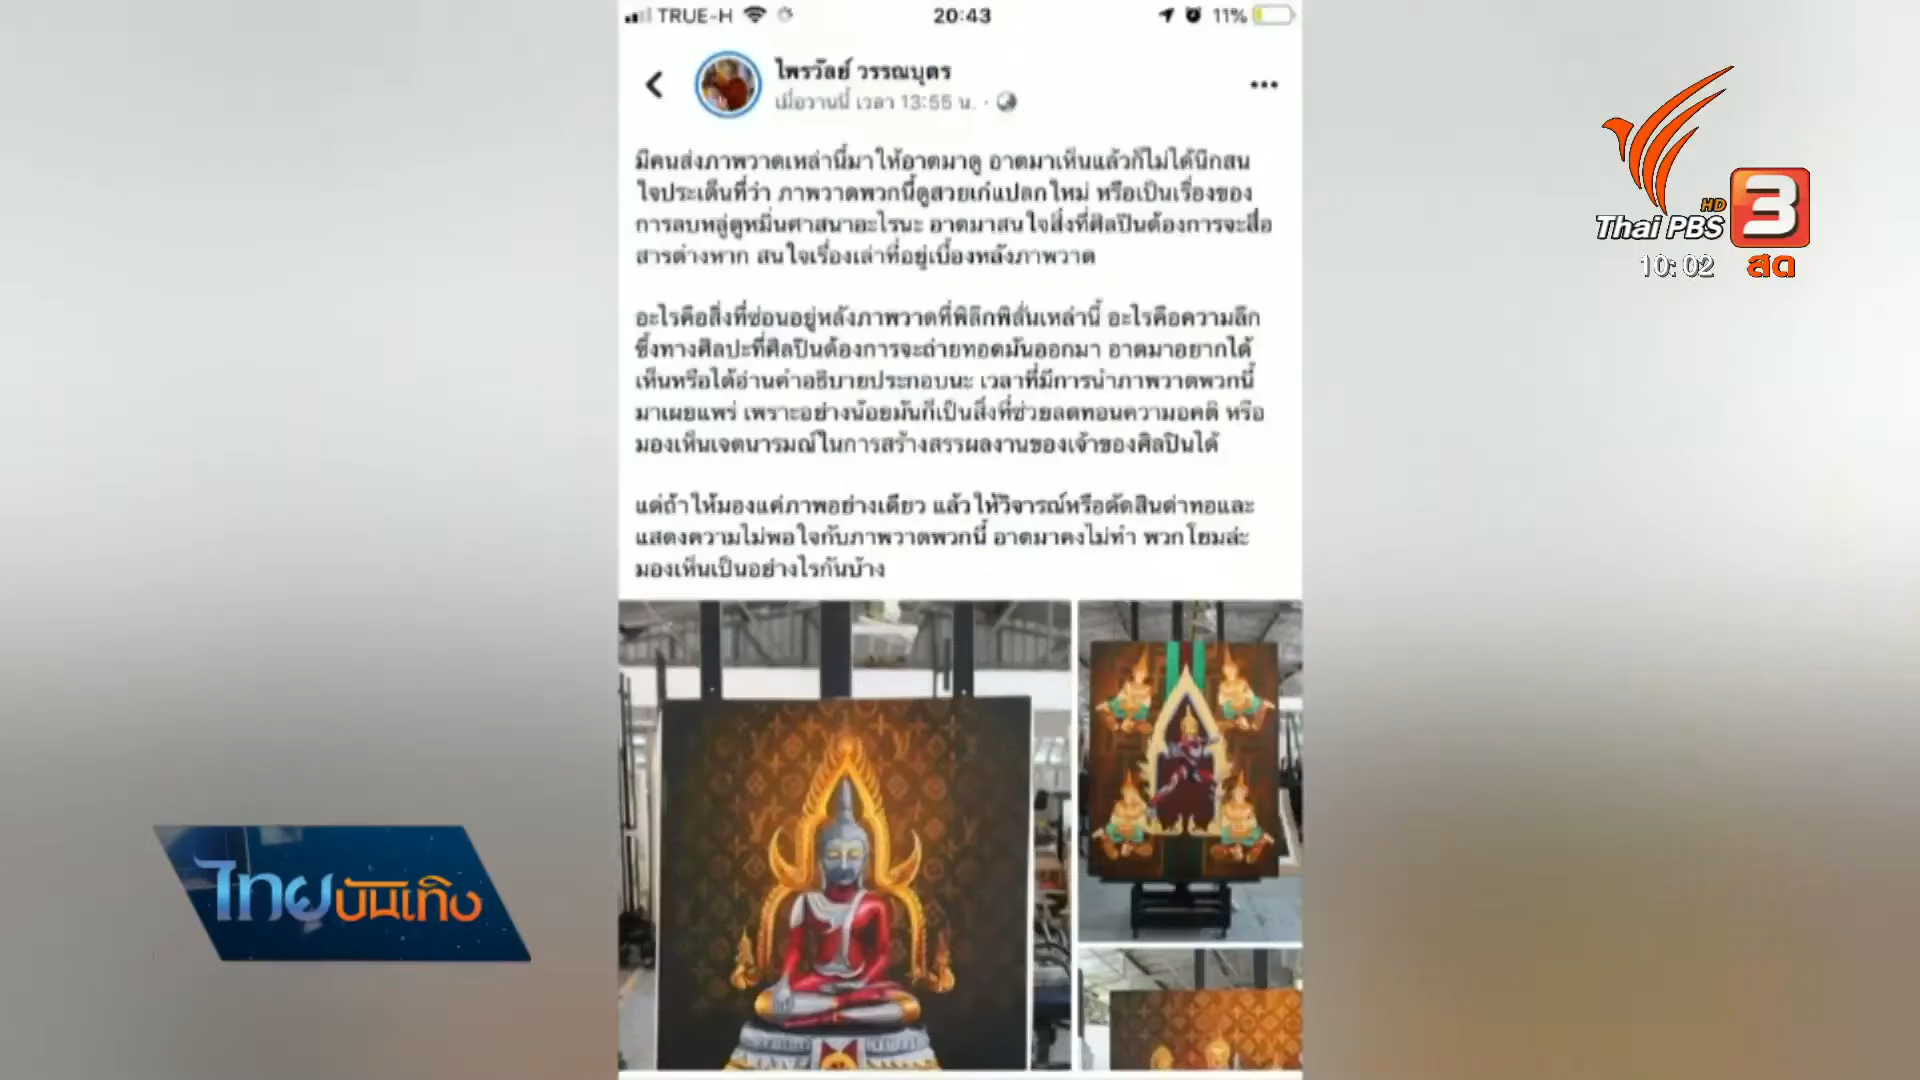 TRUE-H
20:43
11%
ไพรวัลย์ วรรณบุตร
เมื่อวานนี้ เวลา 13:55 น. ·
มีคนส่งภาพวาดเหล่านี้มาให้อาตมาดู อาตมาเห็นแล้วก็ไม่ได้นึกสน
ใจประเด็นที่ว่า ภาพวาดพวกนี้ดูสวยเก๋แปลกใหม่ หรือเป็นเรื่องของ
การลบหลู่ดูหมิ่นศาสนาอะไรนะ อาตมาสนใจสิ่งที่ศิลปินต้องการจะสื่อ
สารต่างหาก สนใจเรื่องเล่าที่อยู่เบื้องหลังภาพวาด
อะไรคือสิ่งที่ซ่อนอยู่หลังภาพวาดที่พิลึกพิลั่นเหล่านี้ อะไรคือความลึก
ซึ้งทางศิลปะที่ศิลปินต้องการจะถ่ายทอดมันออกมา อาตมาอยากได้
เห็นหรือได้อ่านคำอธิบายประกอบนะ เวลาที่มีการนำภาพวาดพวกนี้
มาเผยแพร่ เพราะอย่างน้อยมันก็เป็นสิ่งที่ช่วยลดทอนความอคติ หรือ
มองเห็นเจตนารมณ์ในการสร้างสรรผลงานของเจ้าของศิลปินได้
แต่ถ้าให้มองแค่ภาพอย่างเดียว แล้วให้วิจารณ์หรือตัดสินด่าทอและ
แสดงความไม่พอใจกับภาพวาดพวกนี้ อาตมาคงไม่ทำ พวกโยมล่ะ
มองเห็นเป็นอย่างไรกันบ้าง
HD
Thai PBS 3
10:02 สด
ไทยบันเทิง